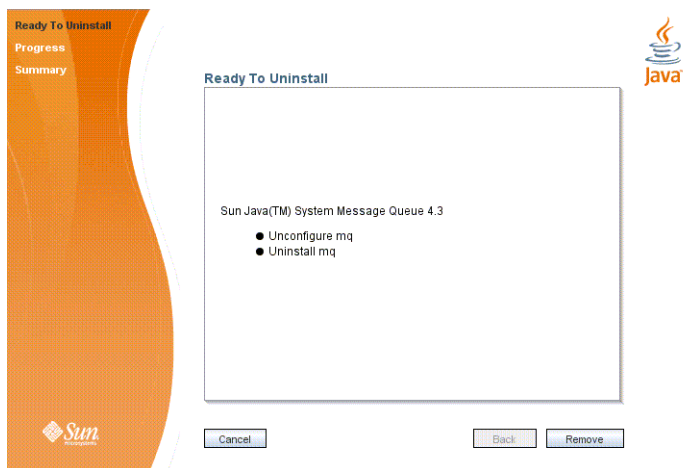 Ready To Uninstall
Progress
Summary
Java
Ready To Uninstall
Sun Java(TM) System Message Queue 4.3
● Unconfigure mq
● Uninstall mq
Sun
microsystems
Cancel
Back
Remove